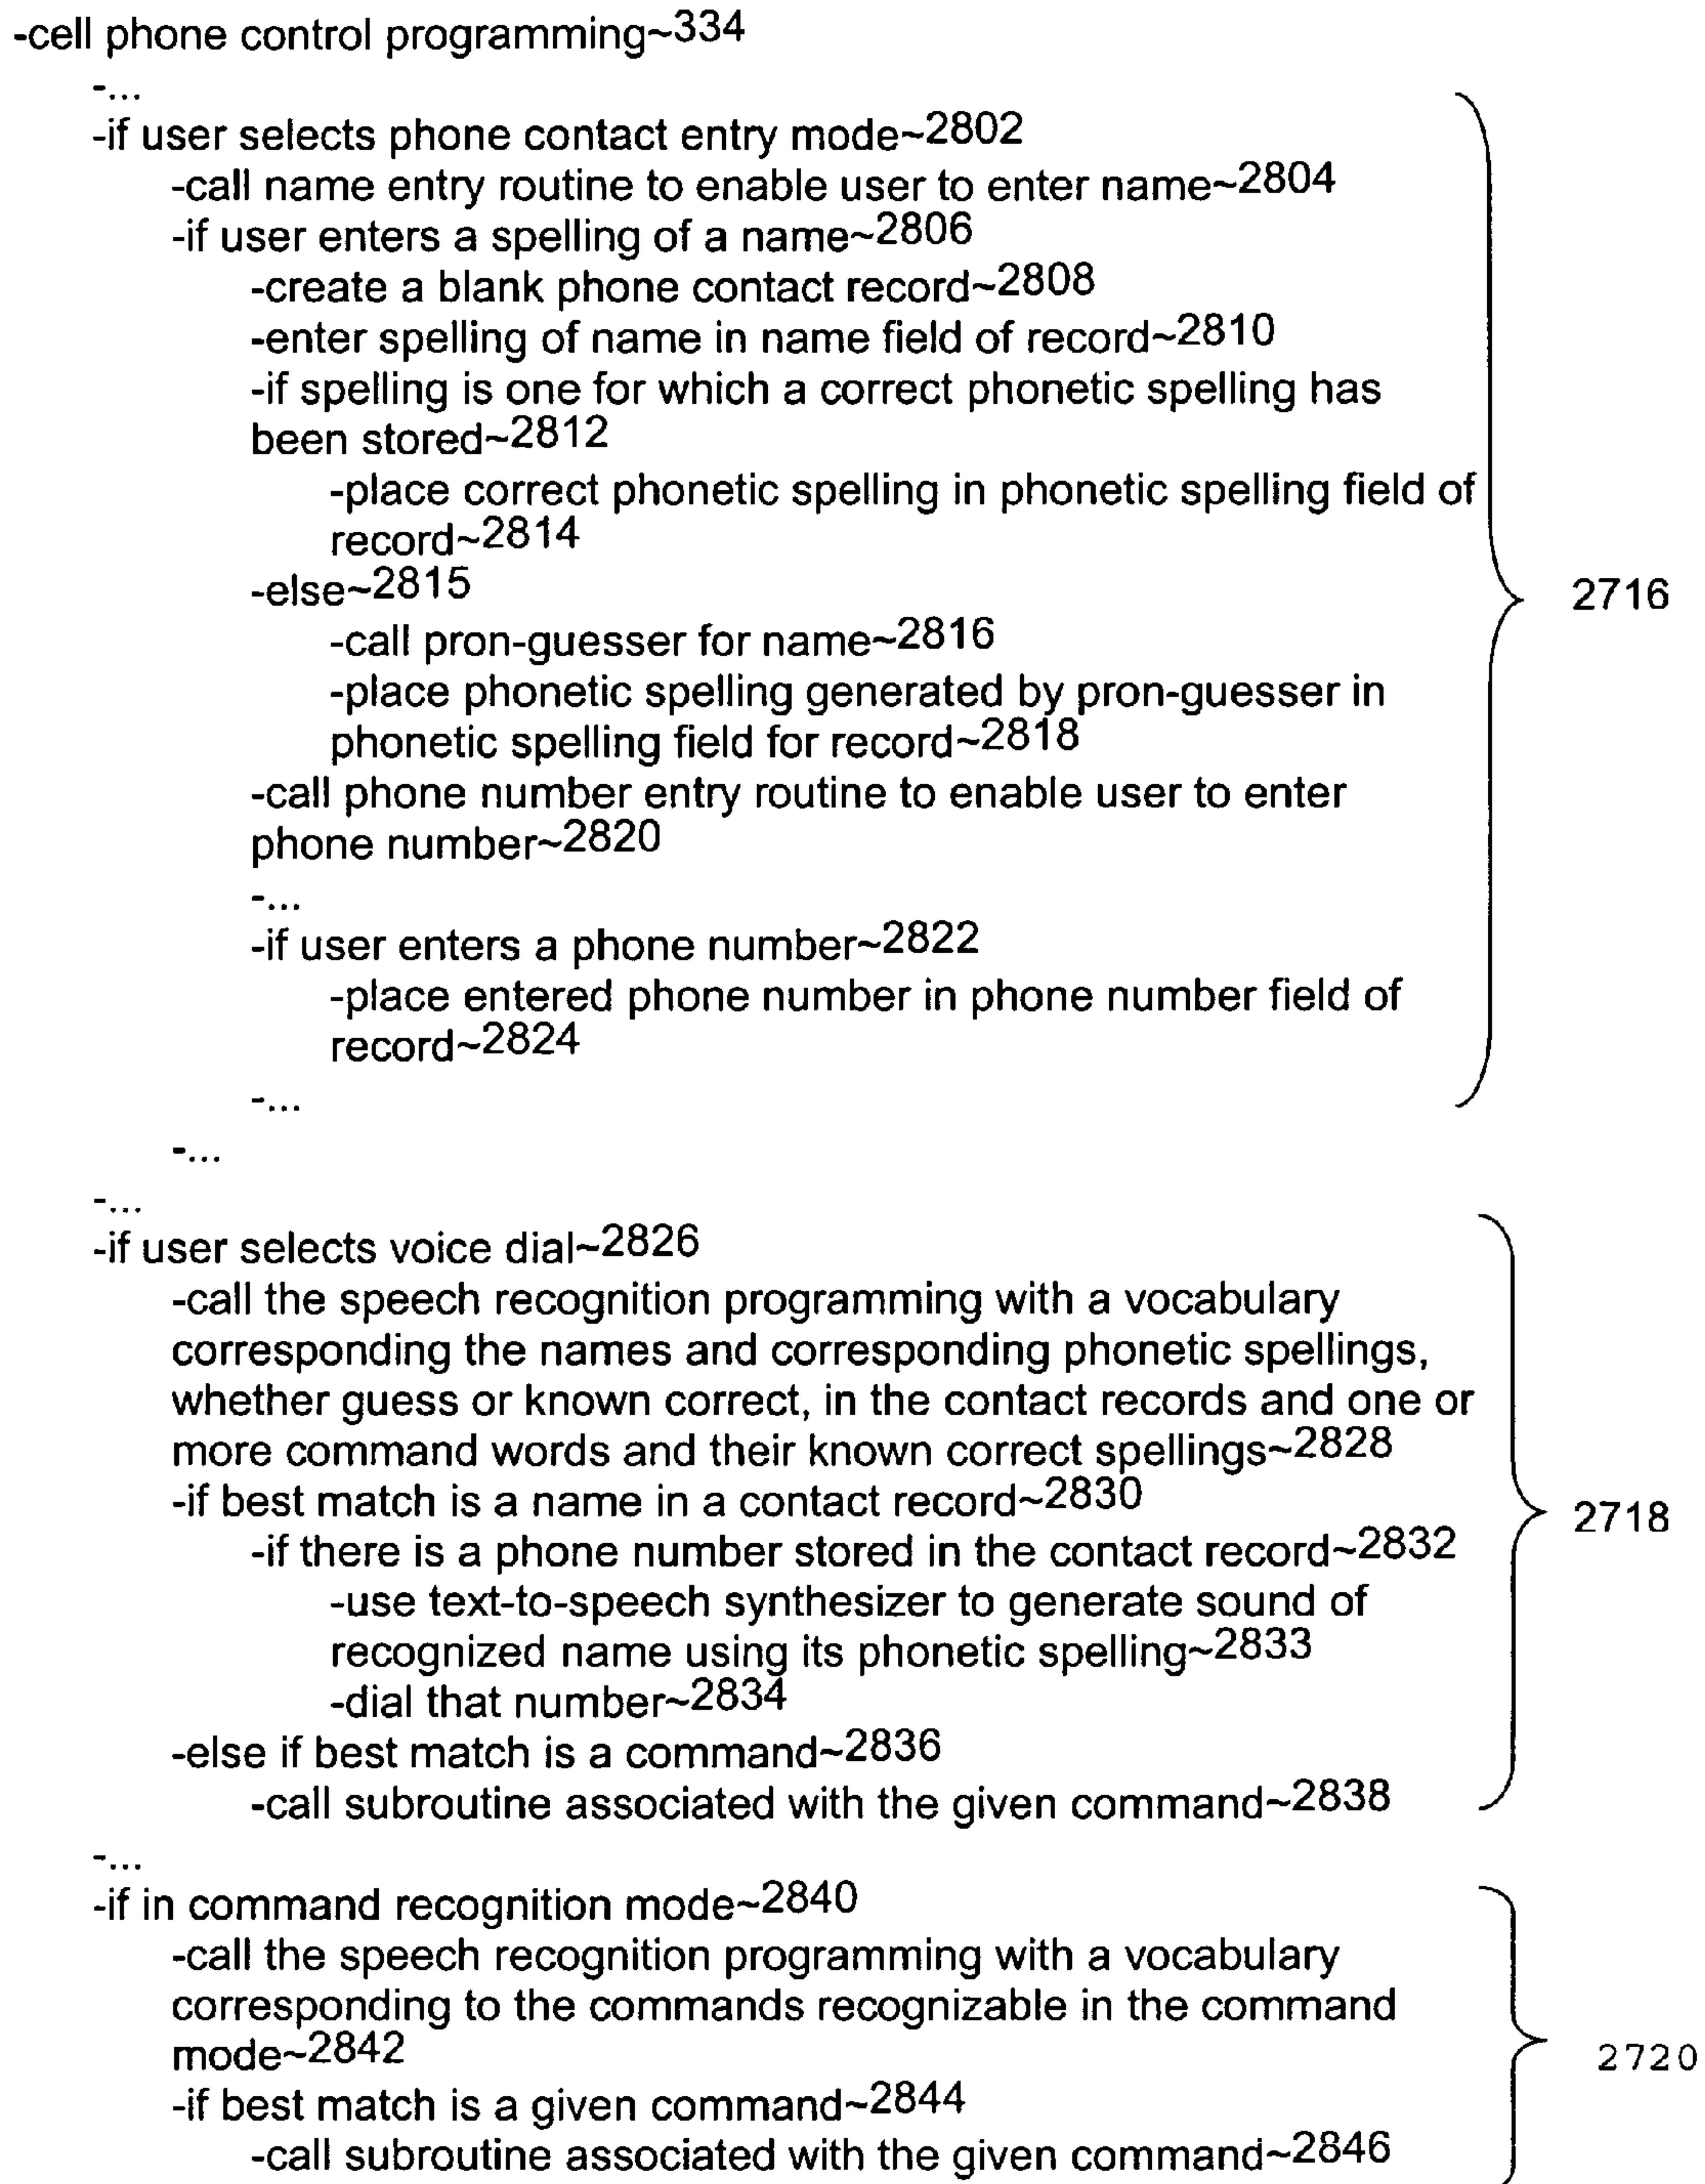 -cell phone control programming~334
-...
-if user selects phone contact entry mode~2802
-call name entry routine to enable user to enter name~2804
-if user enters a spelling of a name~2806
-create a blank phone contact record~2808
-enter spelling of name in name field of record~2810
-if spelling is one for which a correct phonetic spelling has
been stored~2812
-place correct phonetic spelling in phonetic spelling field of
record~2814
-else~2815
2716
-call pron-guesser for name~2816
-place phonetic spelling generated by pron-guesser in
phonetic spelling field for record~2818
-call phone number entry routine to enable user to enter
phone number~2820
-...
-if user enters a phone number~2822
-place entered phone number in phone number field of
record~2824
-...
-...
-...
-if user selects voice dial~2826
-call the speech recognition programming with a vocabulary
corresponding the names and corresponding phonetic spellings,
whether guess or known correct, in the contact records and one or
more command words and their known correct spellings~2828
-if best match is a name in a contact record~2830
2718
-if there is a phone number stored in the contact record~2832
-use text-to-speech synthesizer to generate sound of
recognized name using its phonetic spelling~2833
-dial that number~2834
-else if best match is a command~2836
-call subroutine associated with the given command~2838
-...
-if in command recognition mode~2840
-call the speech recognition programming with a vocabulary
corresponding to the commands recognizable in the command
mode~2842
2720
-if best match is a given command~2844
-call subroutine associated with the given command~2846